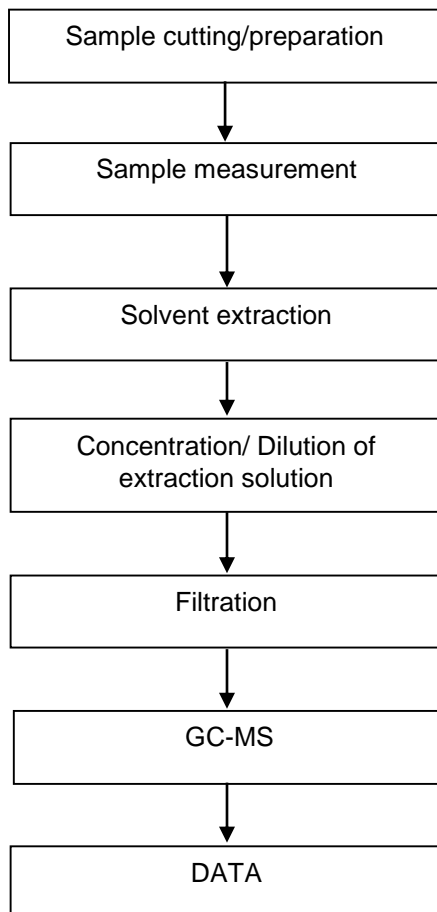 Sample cutting/preparation
Sample measurement
Solvent extraction
Concentration/ Dilution of
extraction solution
Filtration
GC-MS
DATA